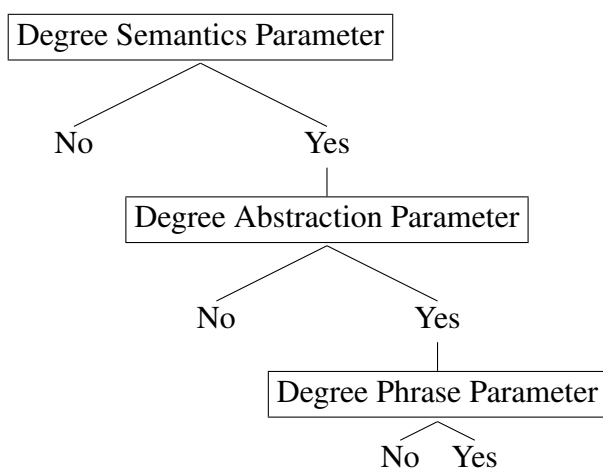 Degree Semantics Parameter
No Yes
Degree Abstraction Parameter
No Yes
Degree Phrase Parameter
No Yes